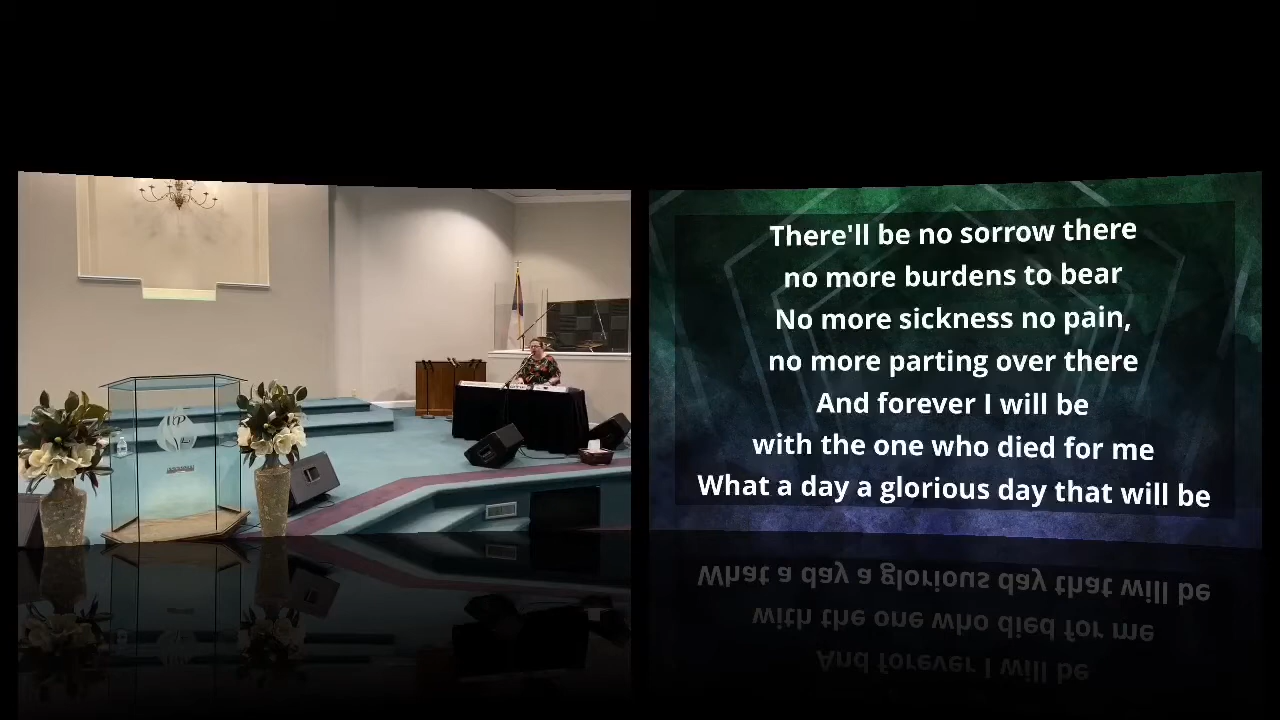 There'll be no sorrow there
no more burdens to bear
No more sickness no pain,
no more parting over there
And forever I will be
with the one who died for me
What a day a glorious day that will be